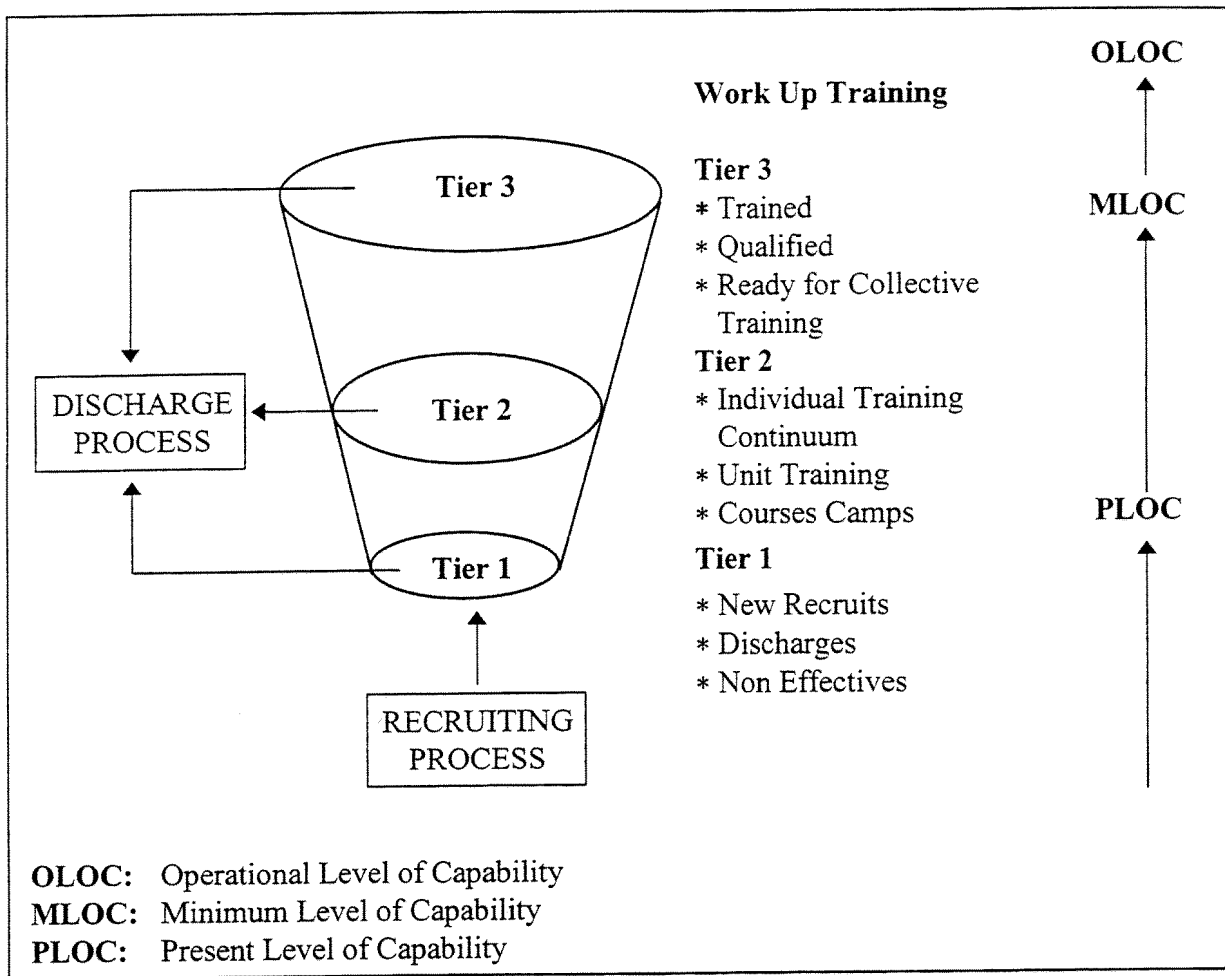 OLOC
Work Up Training
Tier 3
Tier 3
* Trained
MLOC
* Qualified
* Ready for Collective
Training
Tier 2
DISCHARGE
PROCESS
Tier 2
* Individual Training
Continuum
* Unit Training
* Courses Camps
PLOC
Tier 1
Tier 1
* New Recruits
* Discharges
* Non Effectives
RECRUITING
PROCESS
OLOC: Operational Level of Capability
MLOC: Minimum Level of Capability
PLOC: Present Level of Capability